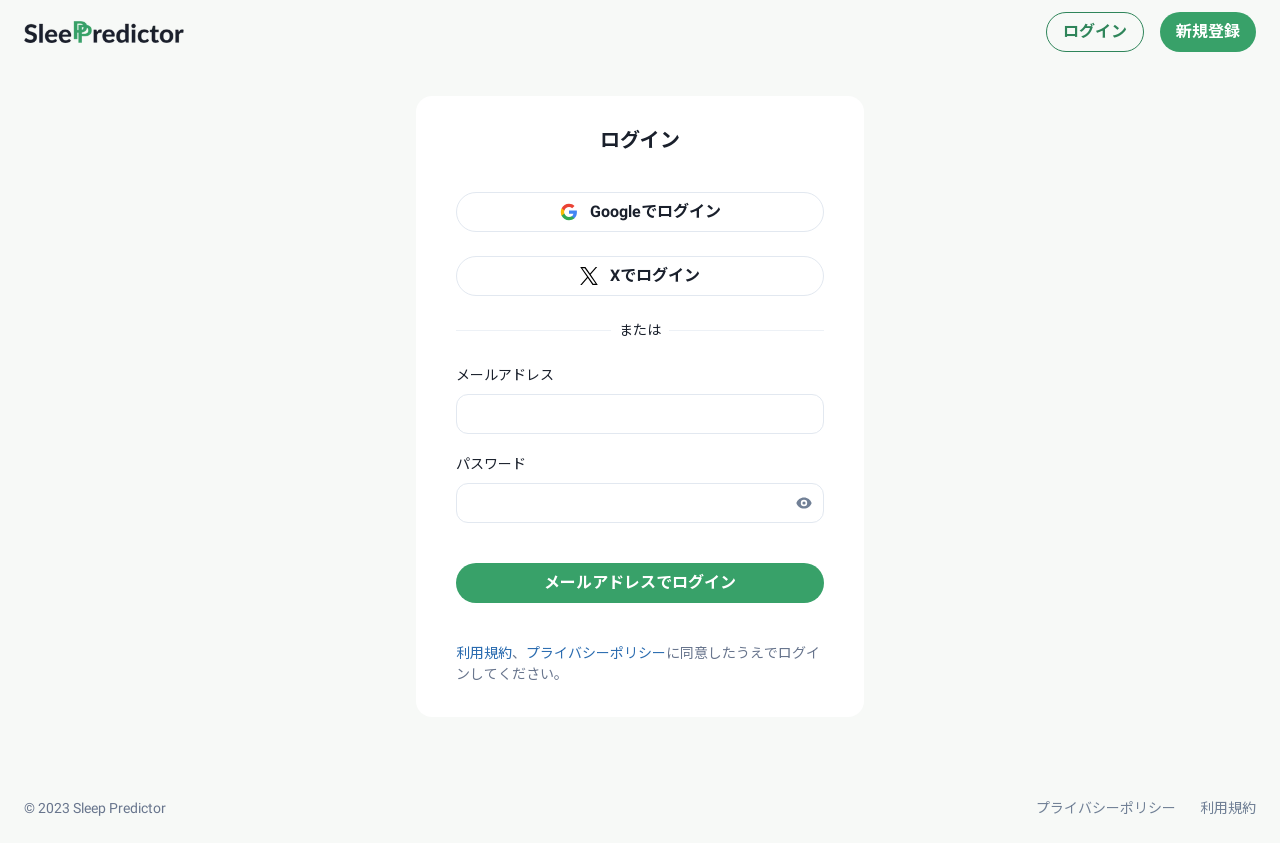 SleePredictor
ログイン
新規登録
ログイン
Googleでログイン
Xでログイン
または
メールアドレス
パスワード
メールアドレスでログイン
利用規約、プライバシーポリシーに同意したうえでログイ
ンしてください。
© 2023 Sleep Predictor
プライバシーポリシー
利用規約